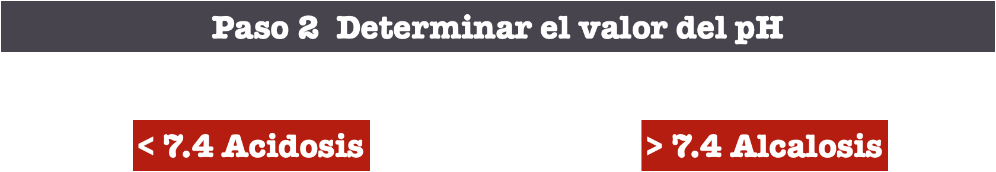 Paso 2 Determinar el valor del pH
< 7.4 Acidosis
> 7.4 Alcalosis